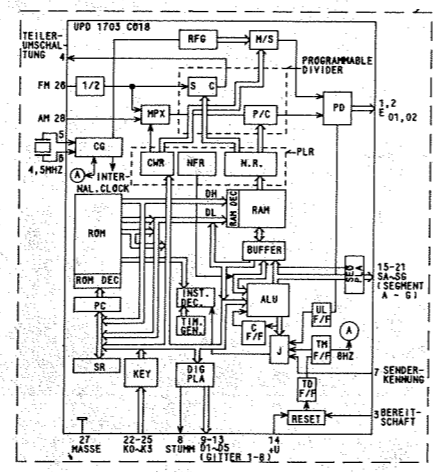 UPD 1703 C018
TEILER-
UMSCHAL-
TUNG 4
RFG
M/S
PROGRAMMABLE
DIVIDER
FM 26
1/2
S C
AM 28
MPX
P/C
PD
1,2
E 01,02
5
6
4,5MHZ
CG
A
INTER-
NAL.CLOCK
CWR
NFR
N.R.
PLR
DH
DL
ROM
ROM DEC
RAM DEC
RAM
BUFFER
SEG
PLA
15-21
SA-SG
(SEGMENT
A - G)
PC
INST.
DEC.
TIM.
GEN.
ALU
C
F/F
UL
F/F
A
8HZ
J
TM
F/F
SR
KEY
DIG
PLA
TD
F/F
7 SENDER-
KENNUNG
RESET
3 BEREIT-
SCHAFT
27
MASSE
22-25
K0-K3
8
STUMM
9-13
D1-D5
(GITTER 1-8)
14
+U